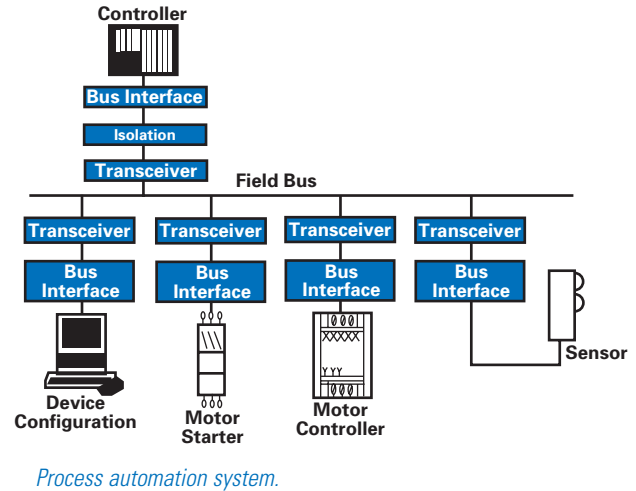 Controller
Bus Interface
Isolation
Transceiver
Field Bus
Transceiver
Transceiver
Transceiver
Transceiver
Bus
Interface
Bus
Interface
Bus
Interface
Bus
Interface
Sensor
Device
Configuration
Motor
Starter
Motor
Controller
Process automation system.